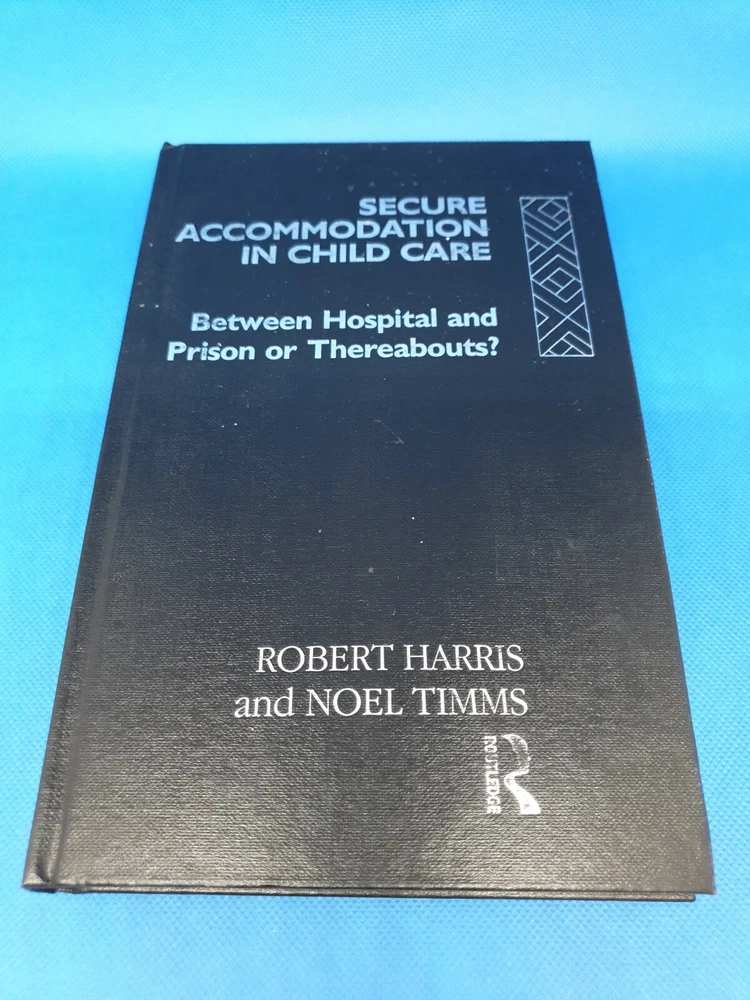 SECURE
ACCOMMODATION
IN CHILD CARE
Between Hospital and
Prison or Thereabouts?
ROBERT HARRIS
and NOEL TIMMS
ROUTLEDGE